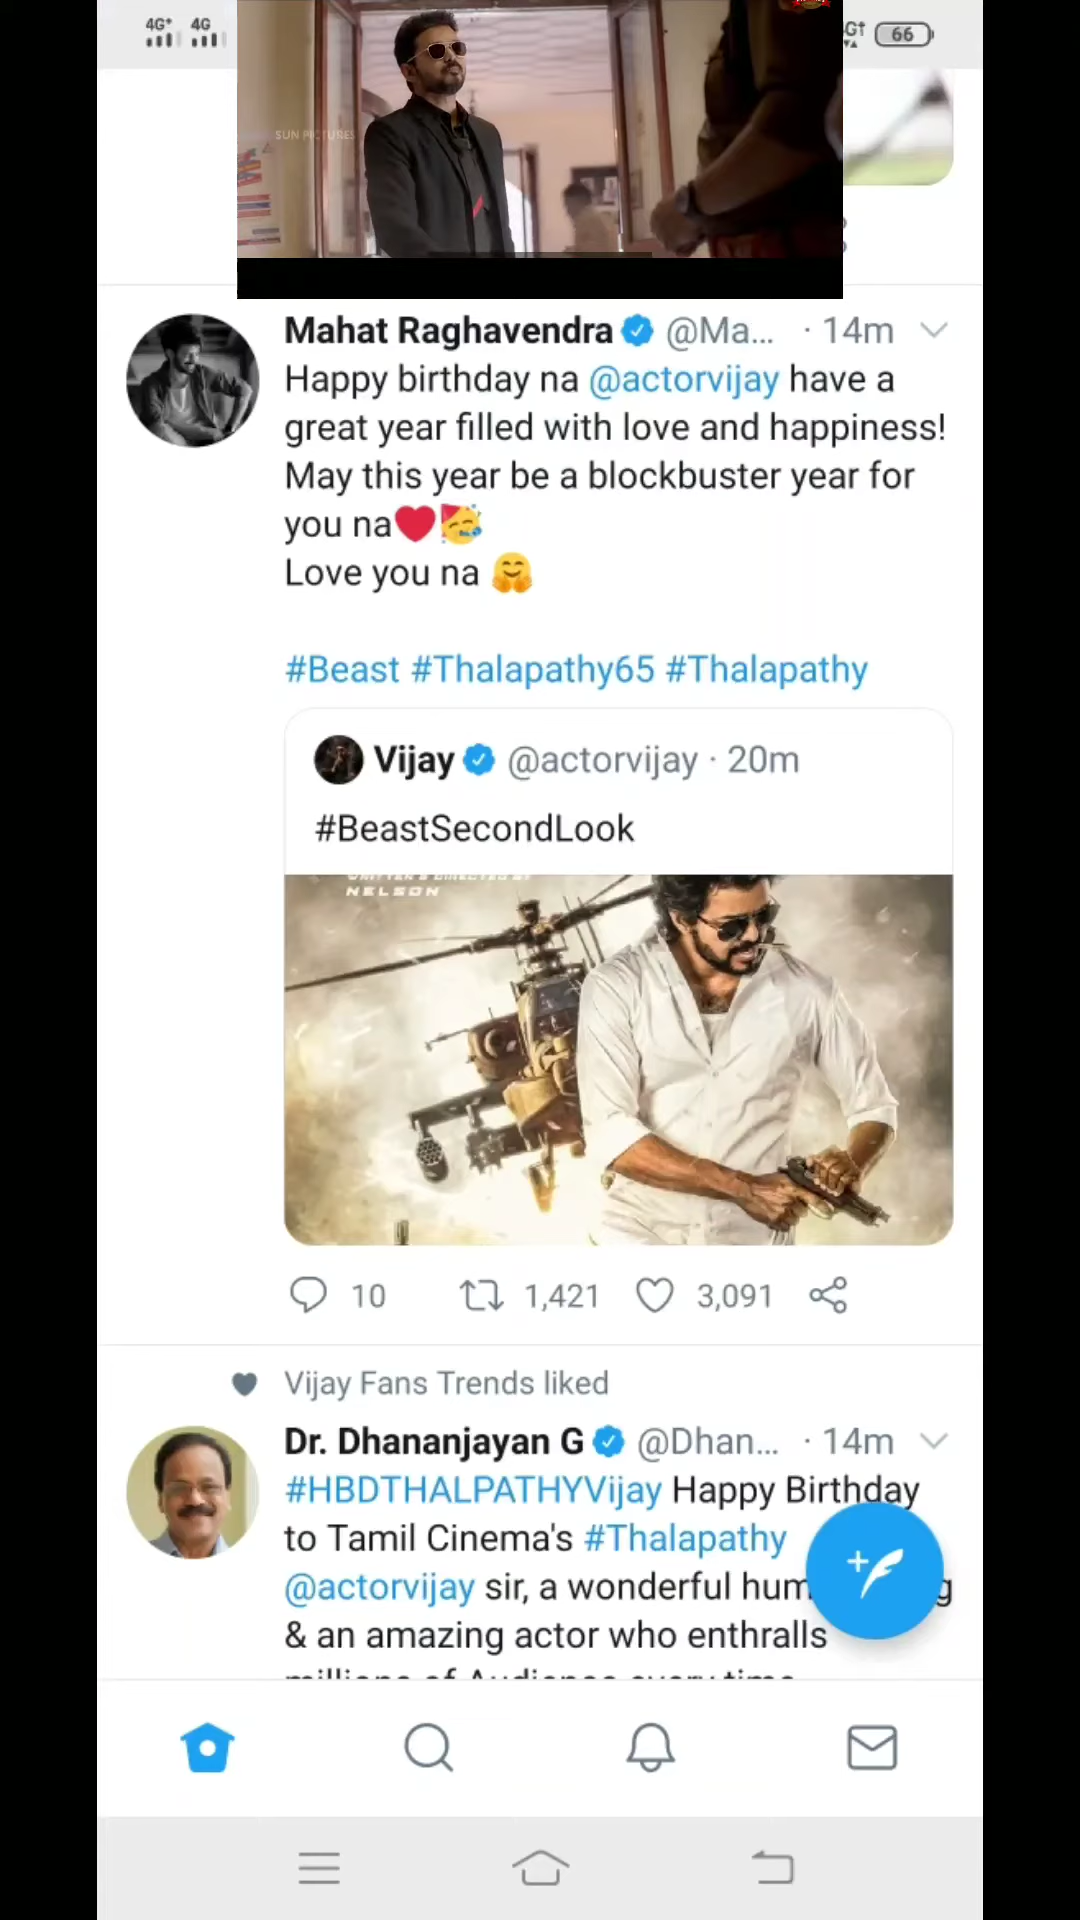 4G+ 4G
66
SUN PICTURES
Mahat Raghavendra @Ma... · 14m
Happy birthday na @actorvijay have a
great year filled with love and happiness!
May this year be a blockbuster year for
you na❤️🥳
Love you na 🤗
#Beast #Thalapathy65 #Thalapathy
Vijay @actorvijay · 20m
#BeastSecondLook
WRITTEN & DIRECTED BY
NELSON
10 1,421 3,091
Vijay Fans Trends liked
Dr. Dhananjayan G @Dhan... · 14m
#HBDTHALPATHYVijay Happy Birthday
to Tamil Cinema's #Thalapathy
@actorvijay sir, a wonderful hum g
& an amazing actor who enthralls
millions of Audience every time